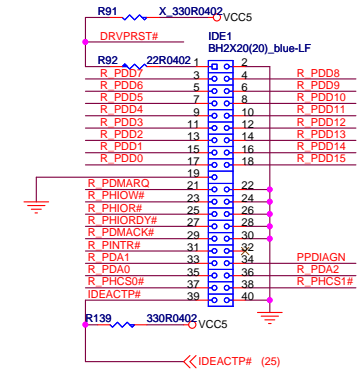 R91 X_330R0402 VCC5
DRVPRST# IDE1
BH2X20(20)_blue-LF
R92 22R0402 1 2
R_PDD7 3 4 R_PDD8
R_PDD6 5 6 R_PDD9
R_PDD5 7 8 R_PDD10
R_PDD4 9 10 R_PDD11
R_PDD3 11 12 R_PDD12
R_PDD2 13 14 R_PDD13
R_PDD1 15 16 R_PDD14
R_PDD0 17 18 R_PDD15
19
R_PDMARQ 21 22
R_PHIOW# 23 24
R_PHIOR# 25 26
R_PHIORDY# 27 28
R_PDMACK# 29 30
R_PINTR# 31 32
R_PDA1 33 34 PPDIAGN
R_PDA0 35 36 R_PDA2
R_PHCS0# 37 38 R_PHCS1#
IDEACTP# 39 40
R139 330R0402 VCC5
IDEACTP# (25)